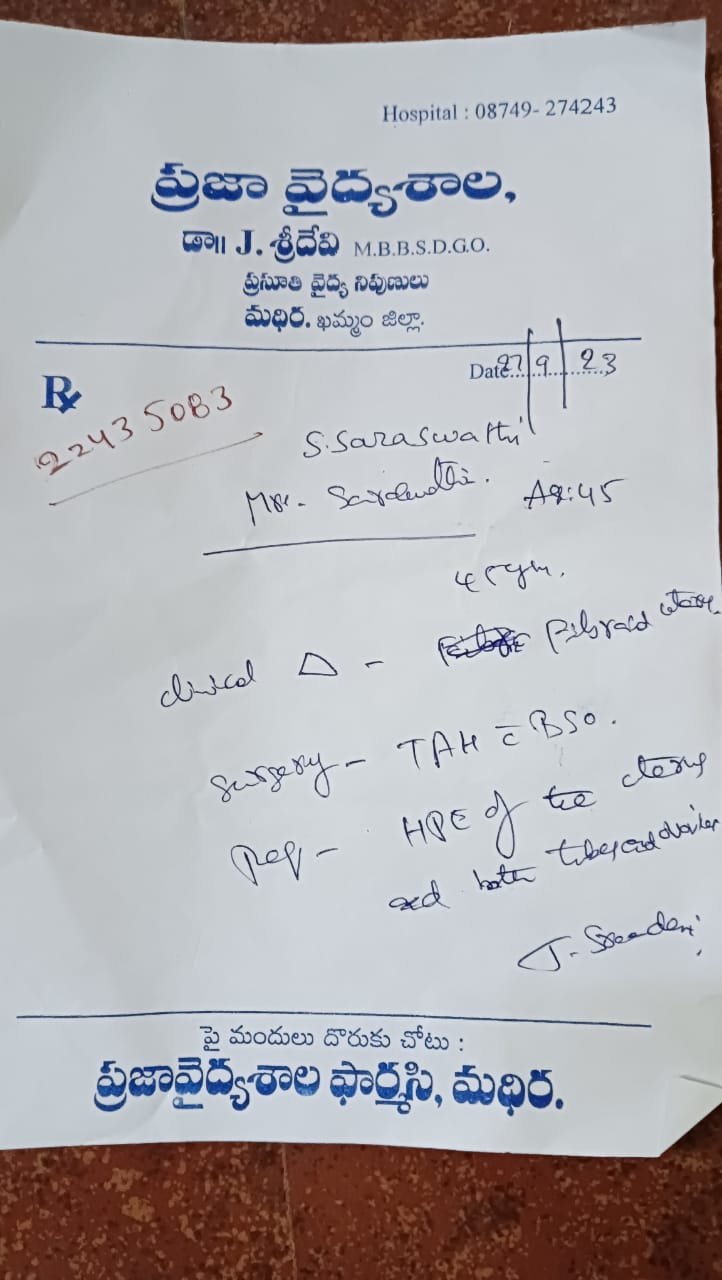 Hospital : 08749- 274243
ప్రజా వైద్యశాల,
డా॥ J. శ్రీదేవి M.B.B.S.D.G.O.
ప్రసూతి వైద్య నిపుణులు
మధిర. ఖమ్మం జిల్లా.
Date 27/9/23
Rx
22435083
S.Saraswathi
Mrs. Ag:45
45 yrs.
clinical Δ - Fibroid uterus
Surgery - TAH c̄ BSO.
Req - HPE of the uterus
and both tubes and ovaries
J. Sreedevi
పై మందులు దొరుకు చోటు :
ప్రజావైద్యశాల ఫార్మసి, మధిర.